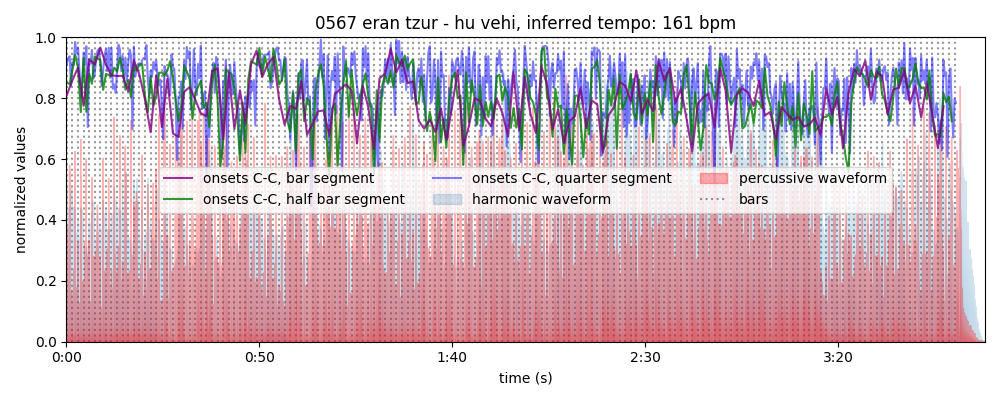 0567 eran tzur - hu vehi, inferred tempo: 161 bpm
normalized values
1.0
0.8
0.6
0.4
0.2
0.0
onsets C-C, bar segment
onsets C-C, half bar segment
onsets C-C, quarter segment
harmonic waveform
percussive waveform
bars
0:00 0:50 1:40 2:30 3:20
time (s)